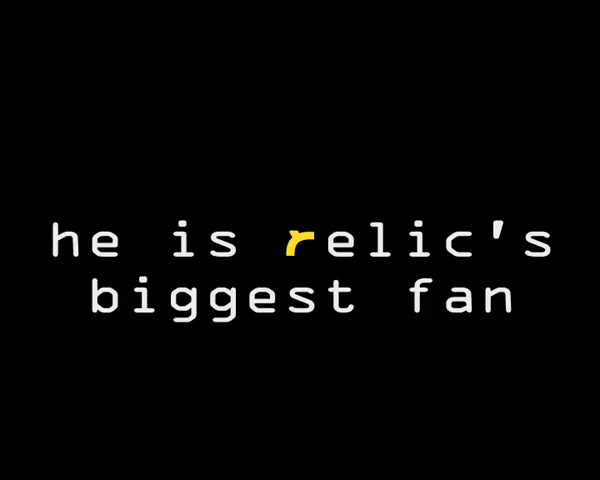 he is relic's
biggest fan